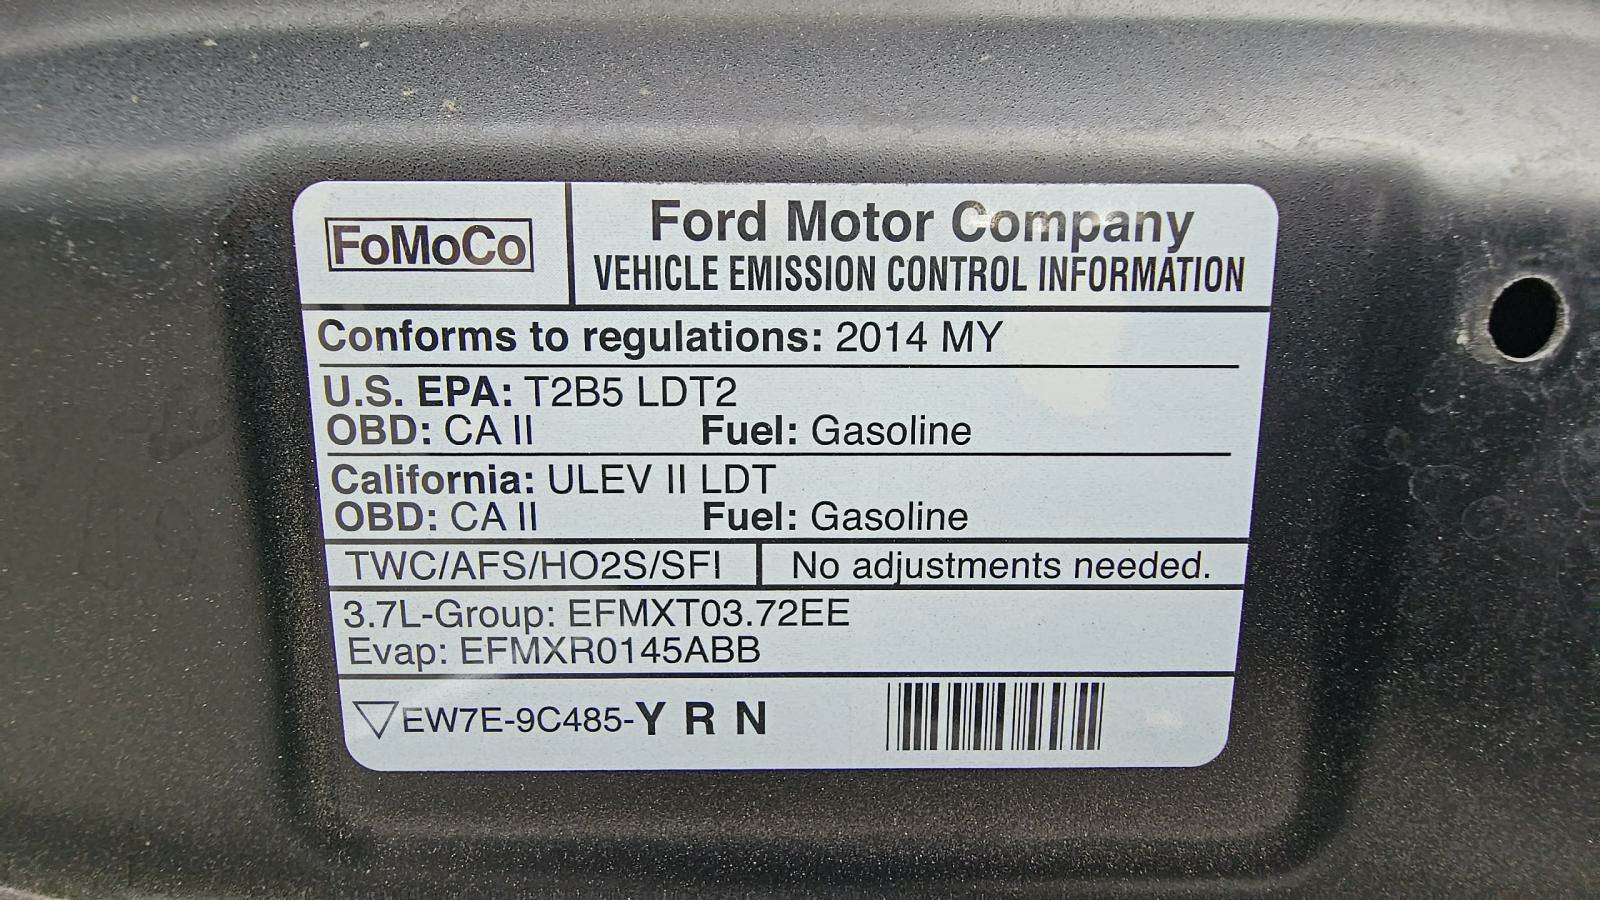 FoMoCo
Ford Motor Company
VEHICLE EMISSION CONTROL INFORMATION
Conforms to regulations: 2014 MY
U.S. EPA: T2B5 LDT2
OBD: CA II Fuel: Gasoline
California: ULEV II LDT
OBD: CA II Fuel: Gasoline
TWC/AFS/HO2S/SFI No adjustments needed.
3.7L-Group: EFMXT03.72EE
Evap: EFMXR0145ABB
EW7E-9C485-Y R N